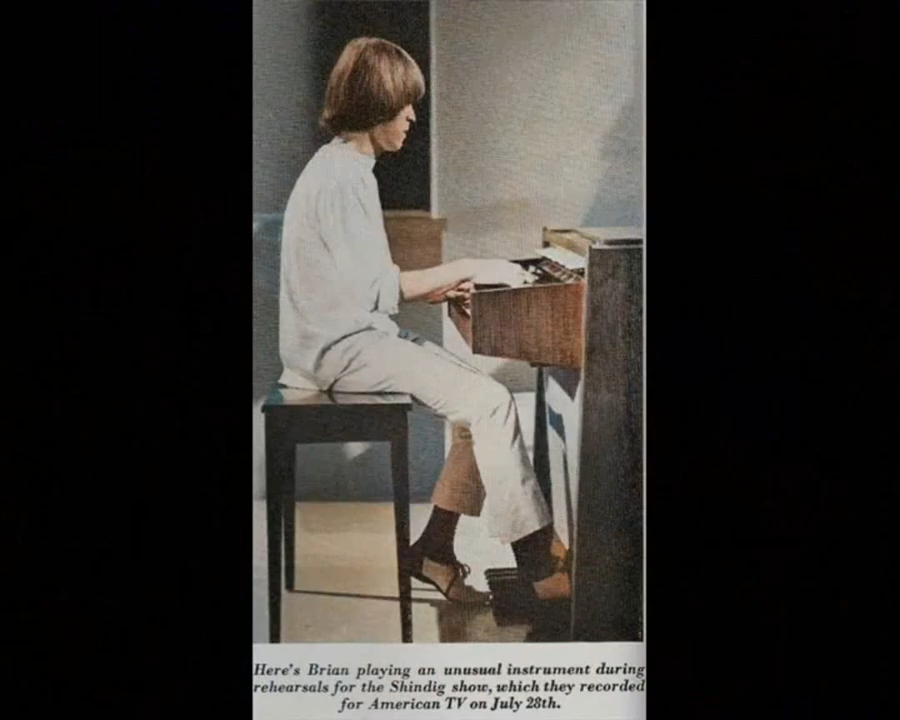 Here's Brian playing an unusual instrument during
rehearsals for the Shindig show, which they recorded
for American TV on July 28th.